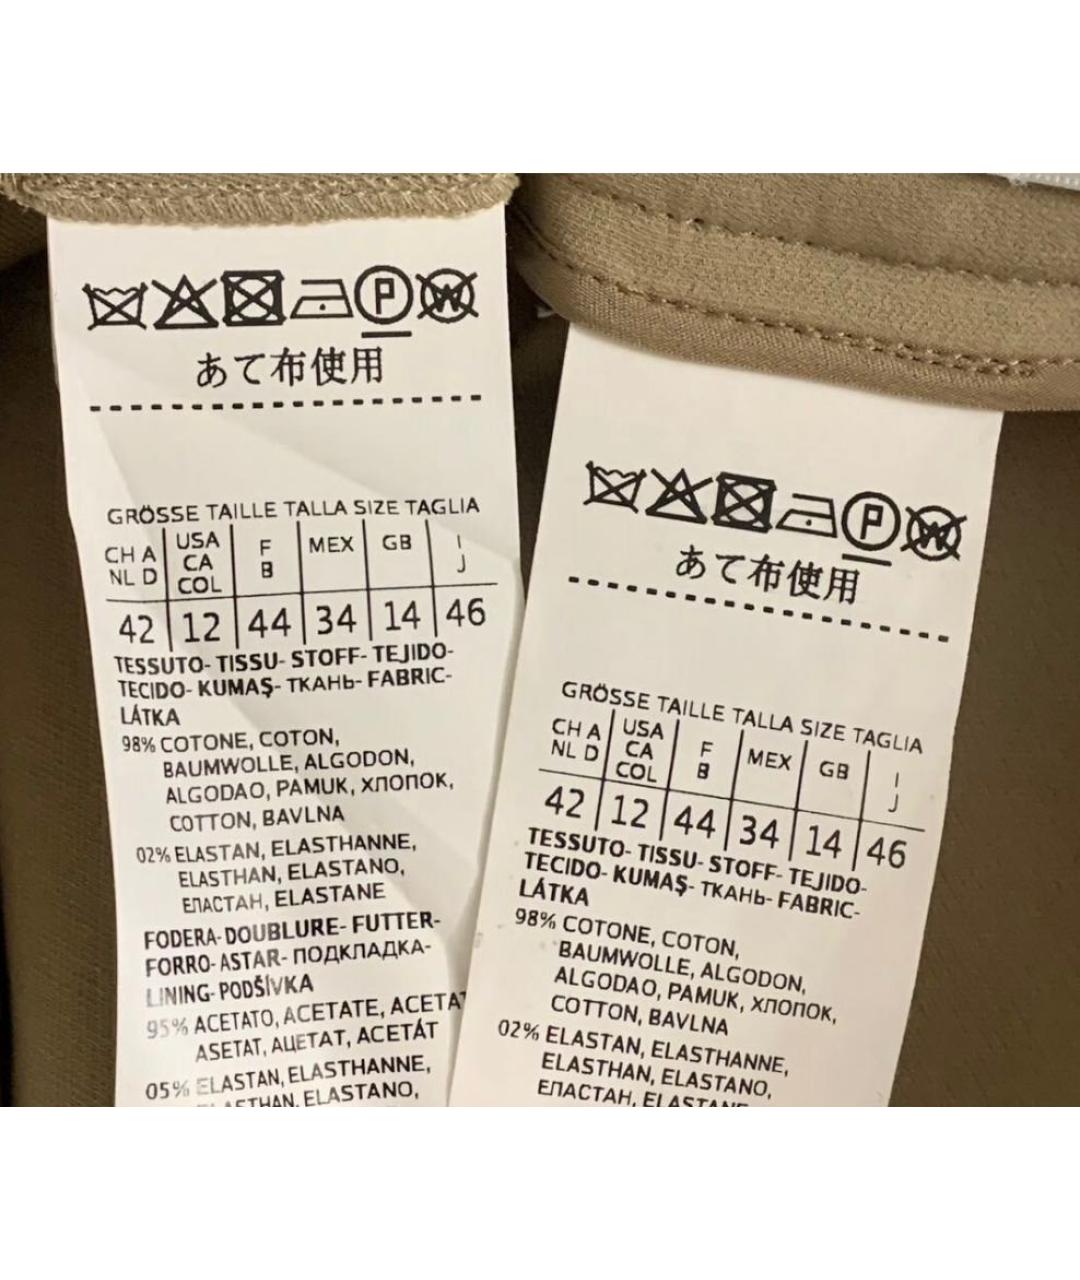 あて布使用
GRÖSSE TAILLE TALLA SIZE TAGLIA
CH A NL D | USA CA COL | F B | MEX | GB | I J
42 | 12 | 44 | 34 | 14 | 46
TESSUTO- TISSU- STOFF- TEJIDO-
TECIDO- KUMAŞ- ТКАНЬ- FABRIC-
LÁTKA
98% COTONE, COTON,
BAUMWOLLE, ALGODON,
ALGODAO, PAMUK, ХЛОПОК,
COTTON, BAVLNA
02% ELASTAN, ELASTHANNE,
ELASTHAN, ELASTANO,
ЕЛАСТАН, ELASTANE
FODERA- DOUBLURE- FUTTER-
FORRO- ASTAR- ПОДКЛАДКА-
LINING- PODŠÍVKA
95% ACETATO, ACETATE, ACETAT
ASETAT, АЦЕТАТ, ACETÁT
05% ELASTAN, ELASTHANNE,
ELASTHAN, ELASTANO,
あて布使用
GRÖSSE TAILLE TALLA SIZE TAGLIA
CH A NL D | USA CA COL | F B | MEX | GB | I J
42 | 12 | 44 | 34 | 14 | 46
TESSUTO- TISSU- STOFF- TEJIDO-
TECIDO- KUMAŞ- ТКАНЬ- FABRIC-
LÁTKA
98% COTONE, COTON,
BAUMWOLLE, ALGODON,
ALGODAO, PAMUK, ХЛОПОК,
COTTON, BAVLNA
02% ELASTAN, ELASTHANNE,
ELASTHAN, ELASTANO,
ЕЛАСТАН, ELASTANE